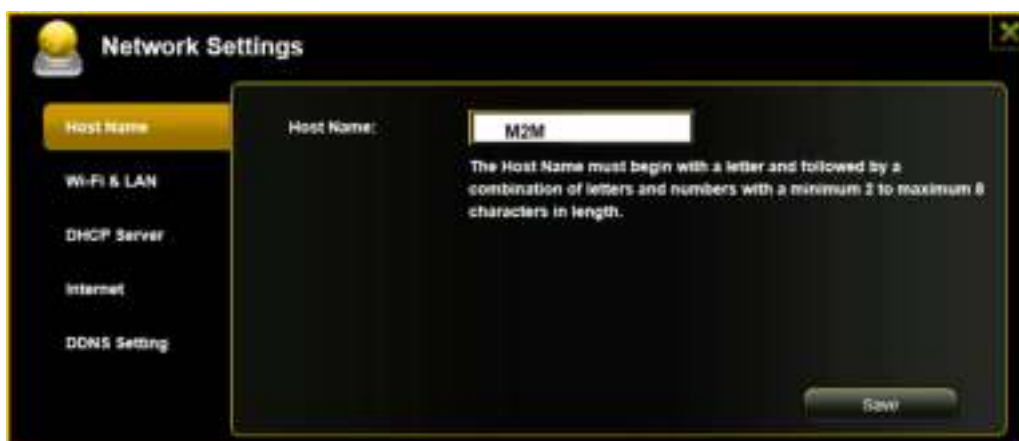 Network Settings
Host Name
Wi-Fi & LAN
DHCP Server
Internet
DDNS Setting
Host Name:
M2M
The Host Name must begin with a letter and followed by a
combination of letters and numbers with a minimum 2 to maximum 8
characters in length.
Save